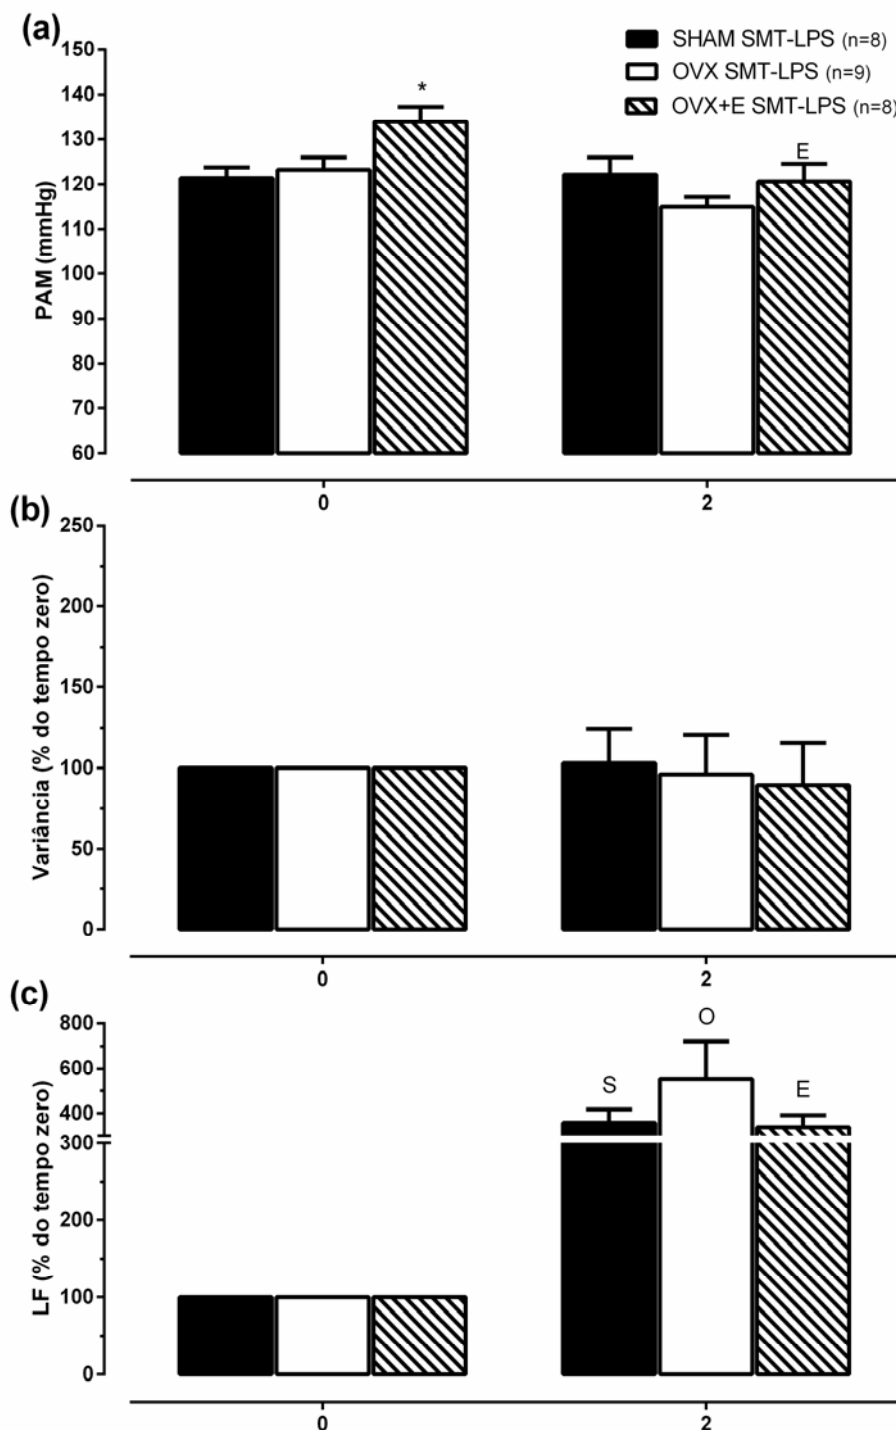 (a)
SHAM SMT-LPS (n=8)
OVX SMT-LPS (n=9)
OVX+E SMT-LPS (n=8)
PAM (mmHg)
150
140
130
120
110
100
90
80
70
60
*
E
0 2
(b)
Variância (% do tempo zero)
250
200
150
100
50
0
0 2
(c)
LF (% do tempo zero)
800
600
400
300
200
100
0
S
O
E
0 2